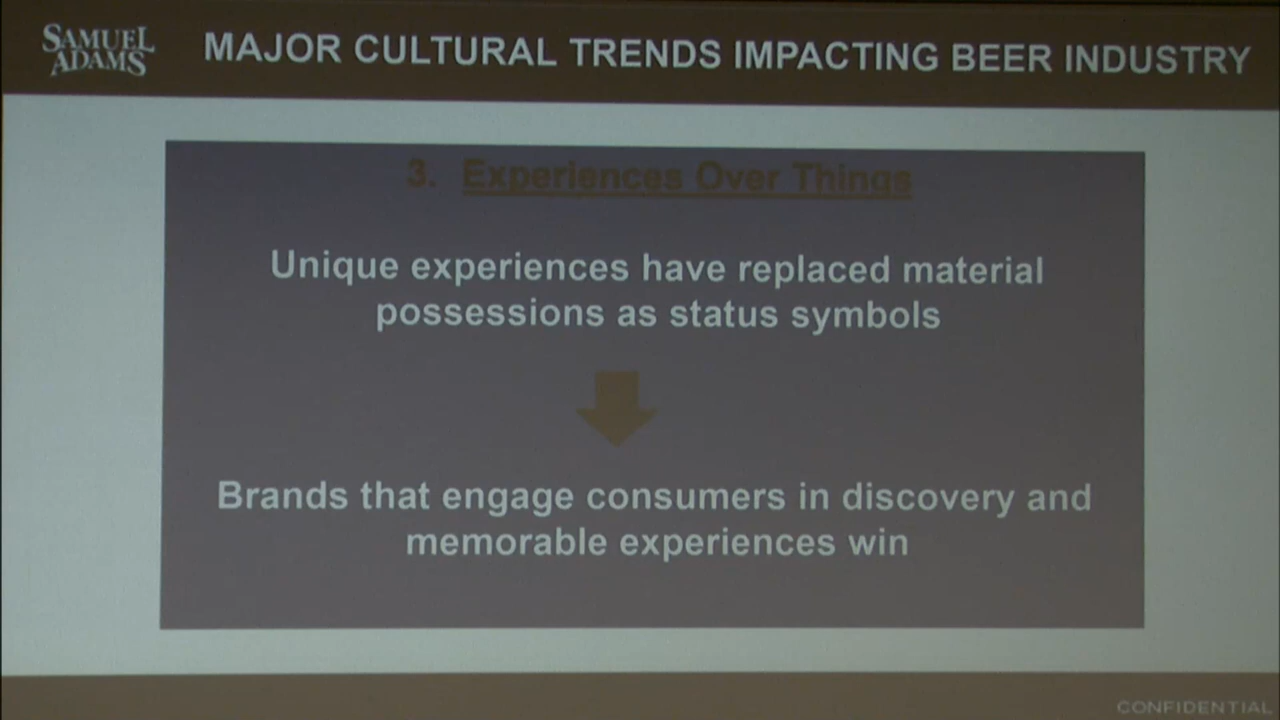 SAMUEL
ADAMS
MAJOR CULTURAL TRENDS IMPACTING BEER INDUSTRY
3. Experiences Over Things
Unique experiences have replaced material
possessions as status symbols
Brands that engage consumers in discovery and
memorable experiences win
CONFIDENTIAL